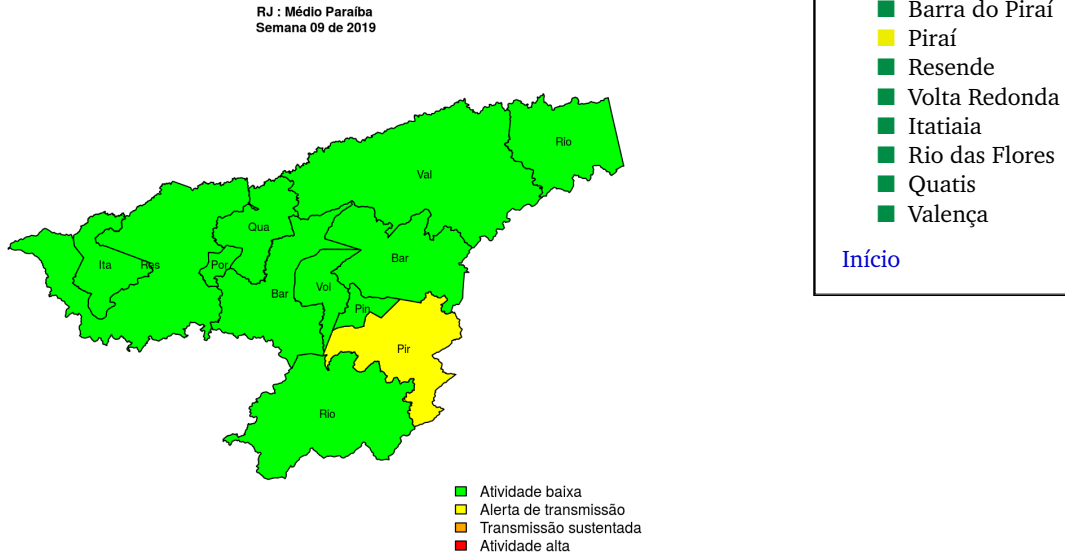 RJ : Médio Paraíba
Semana 09 de 2019
Rio
Val
Qua
Ita
Res
Por
Bar
Bar
Vol
Pin
Pir
Rio
Atividade baixa
Alerta de transmissão
Transmissão sustentada
Atividade alta
Barra do Piraí
Piraí
Resende
Volta Redonda
Itatiaia
Rio das Flores
Quatis
Valença
Início